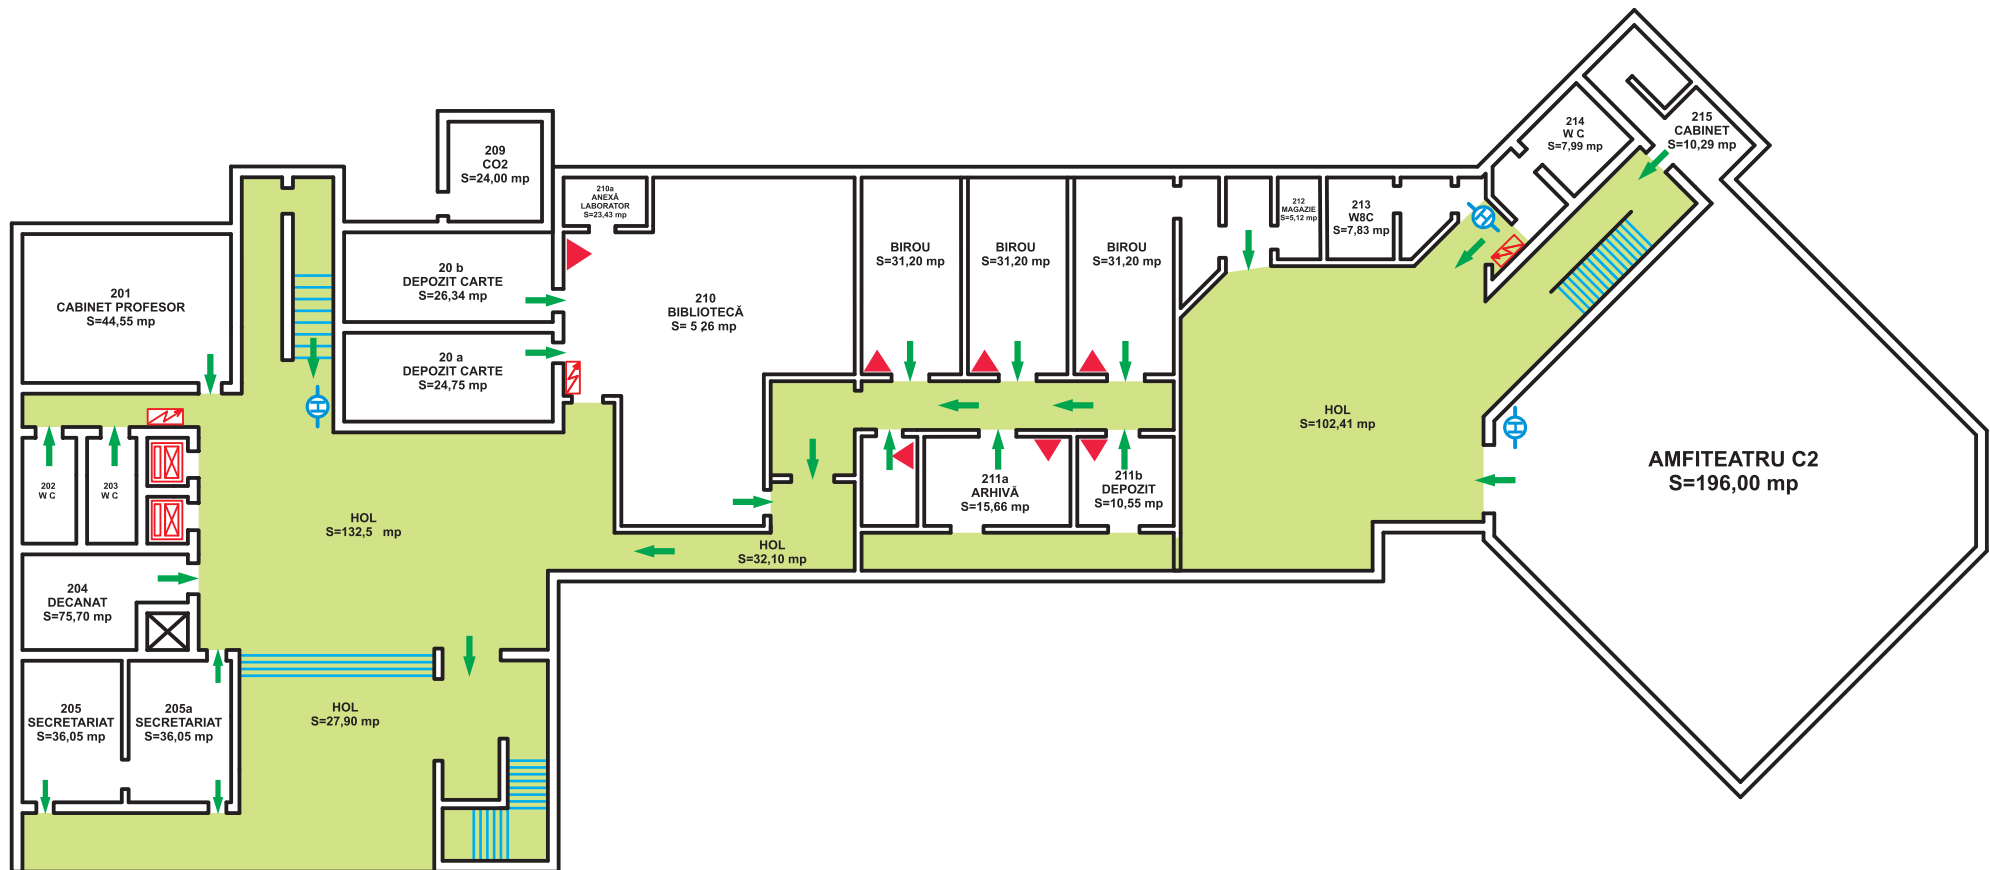 201
CABINET PROFESOR
S=44,55 mp
202
W C
203
W C
204
DECANAT
S=75,70 mp
205
SECRETARIAT
S=36,05 mp
205a
SECRETARIAT
S=36,05 mp
HOL
S=132,5 mp
HOL
S=27,90 mp
209
CO2
S=24,00 mp
20 b
DEPOZIT CARTE
S=26,34 mp
20 a
DEPOZIT CARTE
S=24,75 mp
210a
ANEXĂ
LABORATOR
S=23,43 mp
210
BIBLIOTECĂ
S= 5 26 mp
HOL
S=32,10 mp
BIROU
S=31,20 mp
BIROU
S=31,20 mp
BIROU
S=31,20 mp
211a
ARHIVĂ
S=15,66 mp
211b
DEPOZIT
S=10,55 mp
212
MAGAZIE
S=5,12 mp
213
W8C
S=7,83 mp
HOL
S=102,41 mp
214
W C
S=7,99 mp
215
CABINET
S=10,29 mp
AMFITEATRU C2
S=196,00 mp
H
H
H